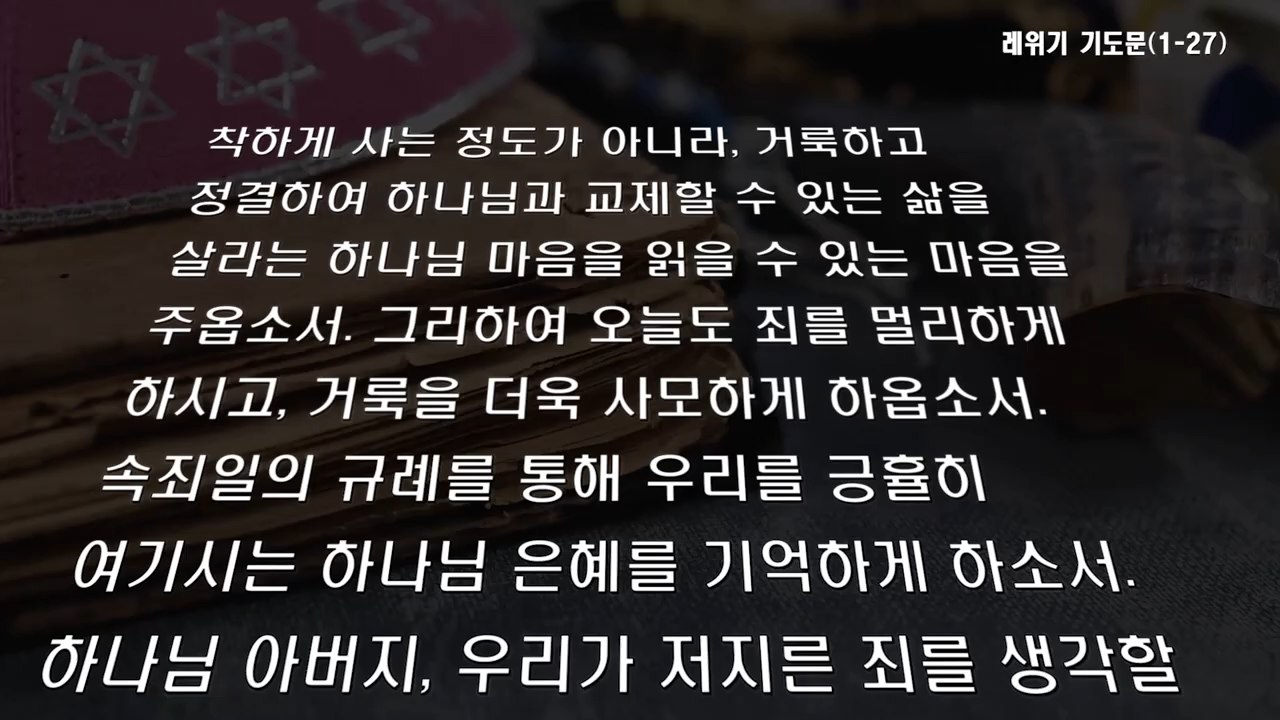 레위기 기도문(1-27)
착하게 사는 정도가 아니라, 거룩하고
정결하여 하나님과 교제할 수 있는 삶을
살라는 하나님 마음을 읽을 수 있는 마음을
주옵소서. 그리하여 오늘도 죄를 멀리하게
하시고, 거룩을 더욱 사모하게 하옵소서.
속죄일의 규례를 통해 우리를 긍휼히
여기시는 하나님 은혜를 기억하게 하소서.
하나님 아버지, 우리가 저지른 죄를 생각할